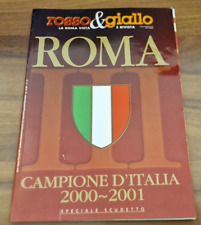 rosso&giallo
LA ROMA VISTA E RIVISTA
ROMA
III
CAMPIONE D'ITALIA
2000~2001
SPECIALE SCUDETTO